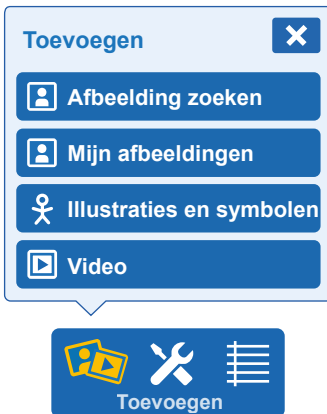 Toevoegen
Afbeelding zoeken
Mijn afbeeldingen
Illustraties en symbolen
Video
Toevoegen